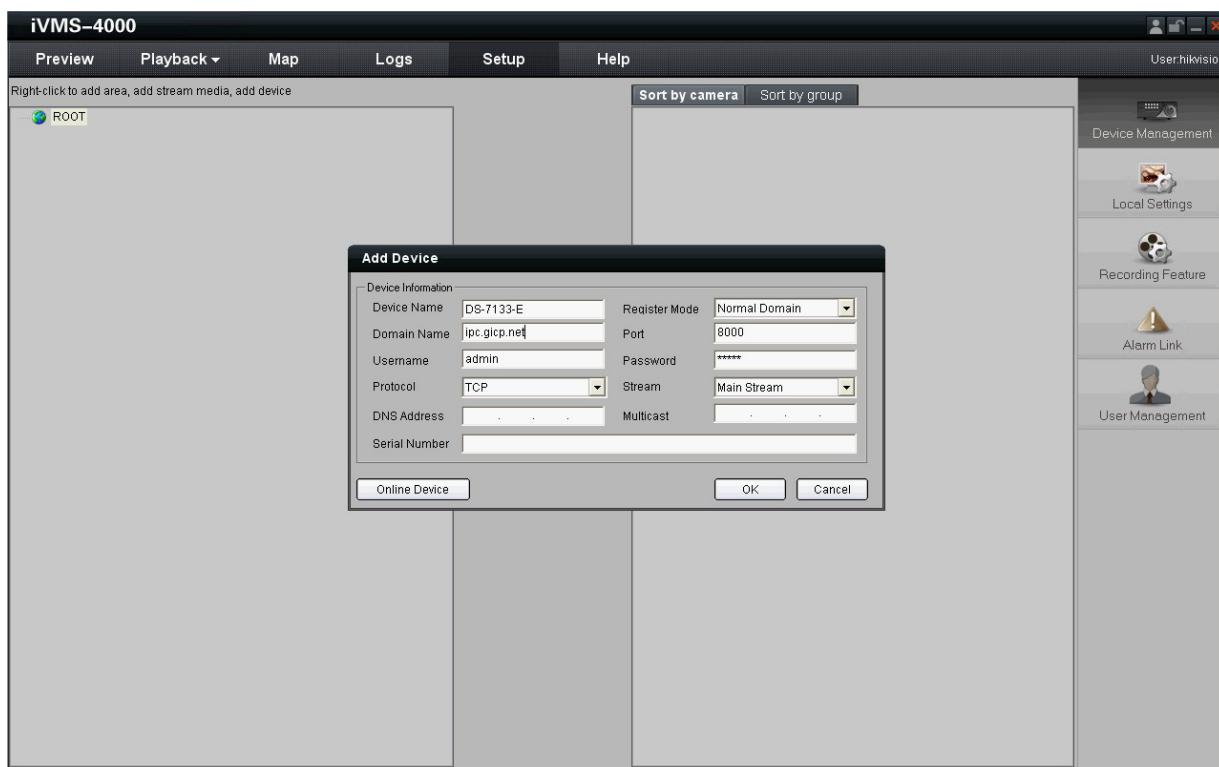 iVMS-4000
Preview Playback Map Logs Setup Help User:hikvisio
Right-click to add area, add stream media, add device
ROOT
Sort by camera Sort by group
Device Management
Local Settings
Recording Feature
Alarm Link
User Management
Add Device
Device Information
Device Name DS-7133-E Register Mode Normal Domain
Domain Name ipc.gicp.net Port 8000
Username admin Password *****
Protocol TCP Stream Main Stream
DNS Address . . . Multicast . . .
Serial Number
Online Device OK Cancel